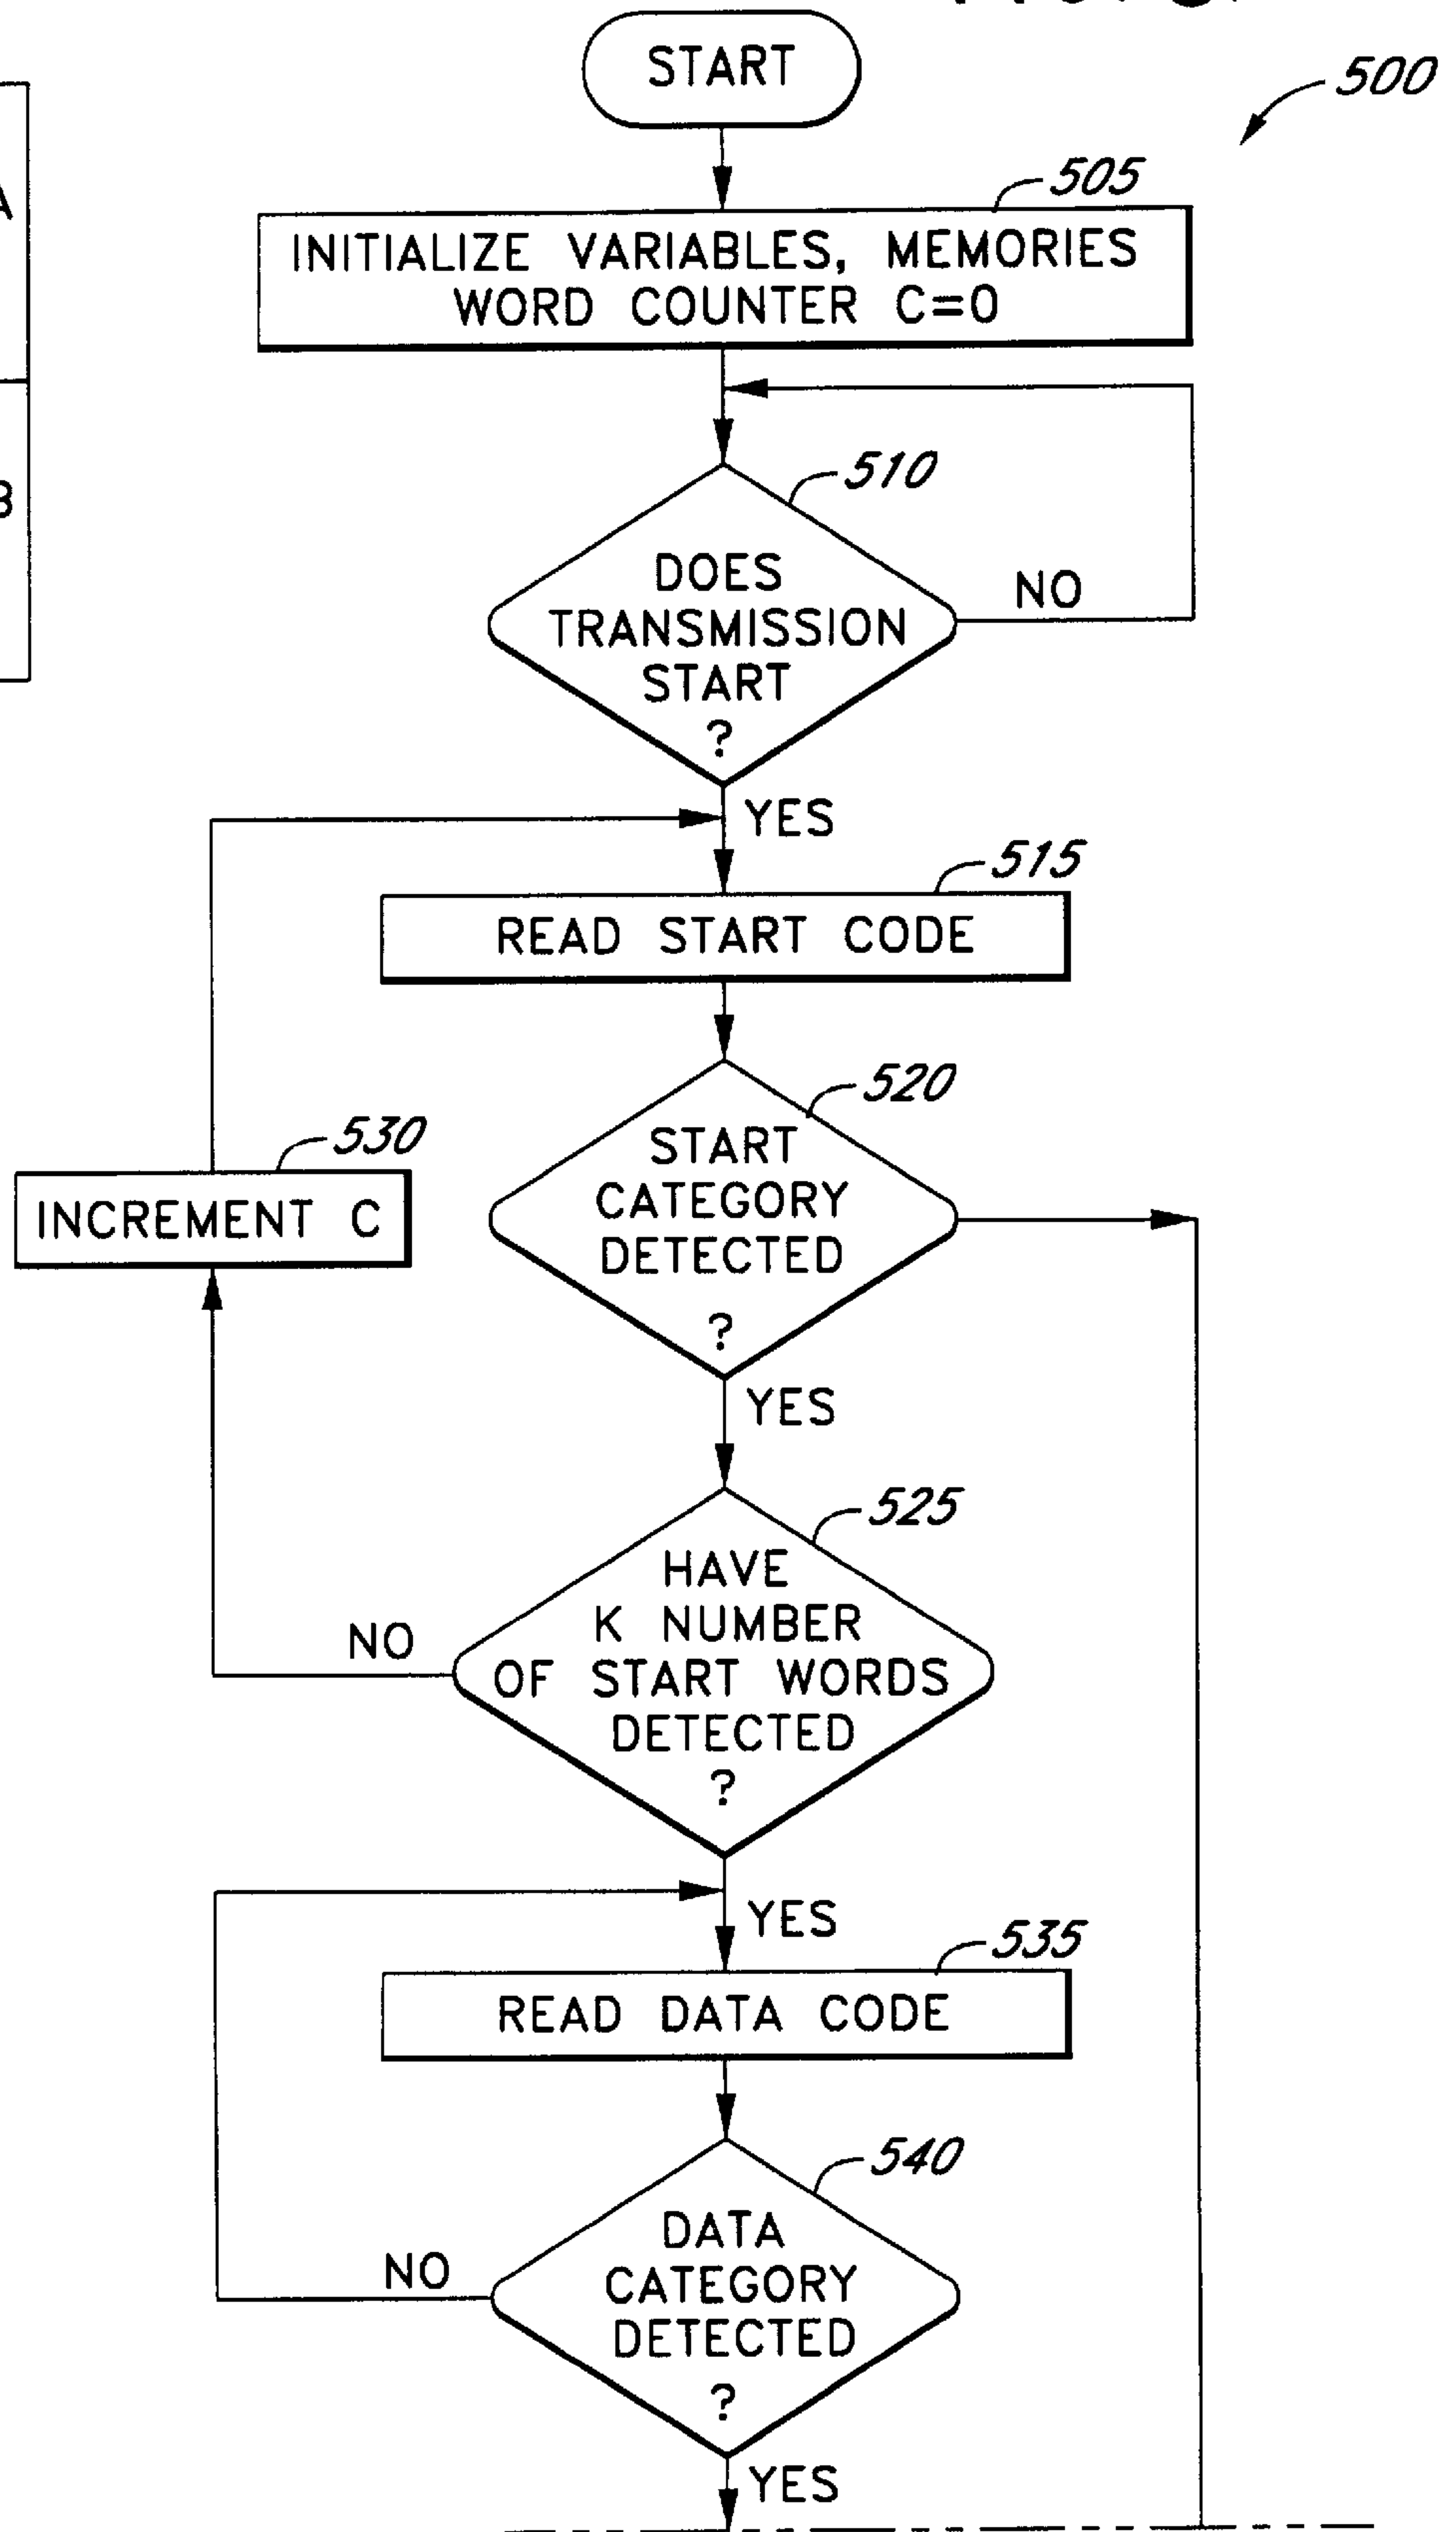 START
500
505
INITIALIZE VARIABLES, MEMORIES
WORD COUNTER C=0
510
DOES
TRANSMISSION
START
?
NO
YES
515
READ START CODE
520
START
CATEGORY
DETECTED
?
530
INCREMENT C
YES
525
HAVE
K NUMBER
OF START WORDS
DETECTED
?
NO
YES
535
READ DATA CODE
540
DATA
CATEGORY
DETECTED
?
NO
YES
A
B